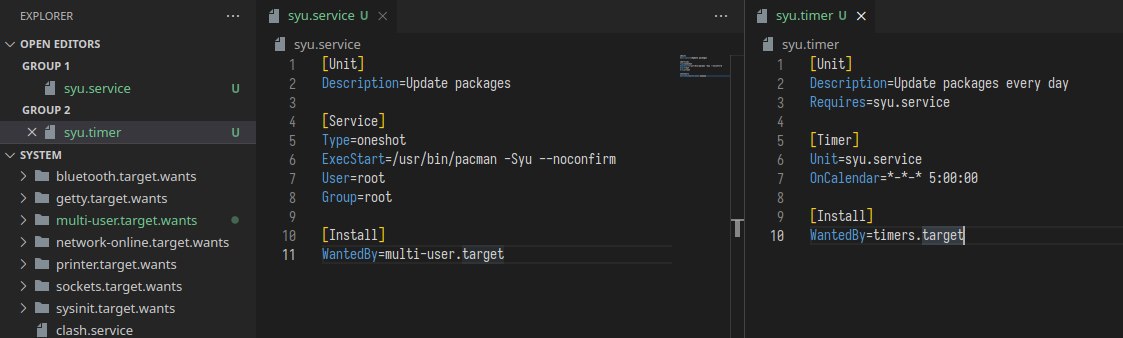 EXPLORER
OPEN EDITORS
GROUP 1
syu.service U
GROUP 2
syu.timer U
SYSTEM
bluetooth.target.wants
getty.target.wants
multi-user.target.wants
network-online.target.wants
printer.target.wants
sockets.target.wants
sysinit.target.wants
clash.service
syu.service U
syu.service
1 [Unit]
2 Description=Update packages
3
4 [Service]
5 Type=oneshot
6 ExecStart=/usr/bin/pacman -Syu --noconfirm
7 User=root
8 Group=root
9
10 [Install]
11 WantedBy=multi-user.target
syu.timer U
syu.timer
1 [Unit]
2 Description=Update packages every day
3 Requires=syu.service
4
5 [Timer]
6 Unit=syu.service
7 OnCalendar=*-*-* 5:00:00
8
9 [Install]
10 WantedBy=timers.target